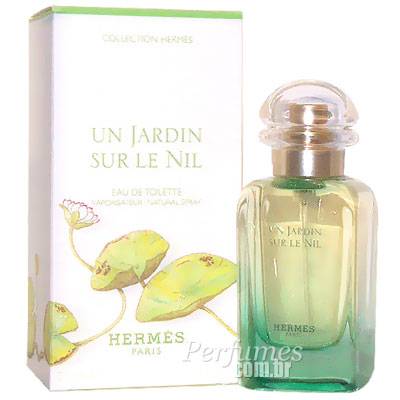 COLLECTION HERMÈS
UN JARDIN
SUR LE NIL
EAU DE TOILETTE
VAPORISATEUR NATURAL SPRAY
HERMÈS
PARIS
UN JARDIN
SUR LE NIL
HERMÈS
PARIS
Perfumes
com.br